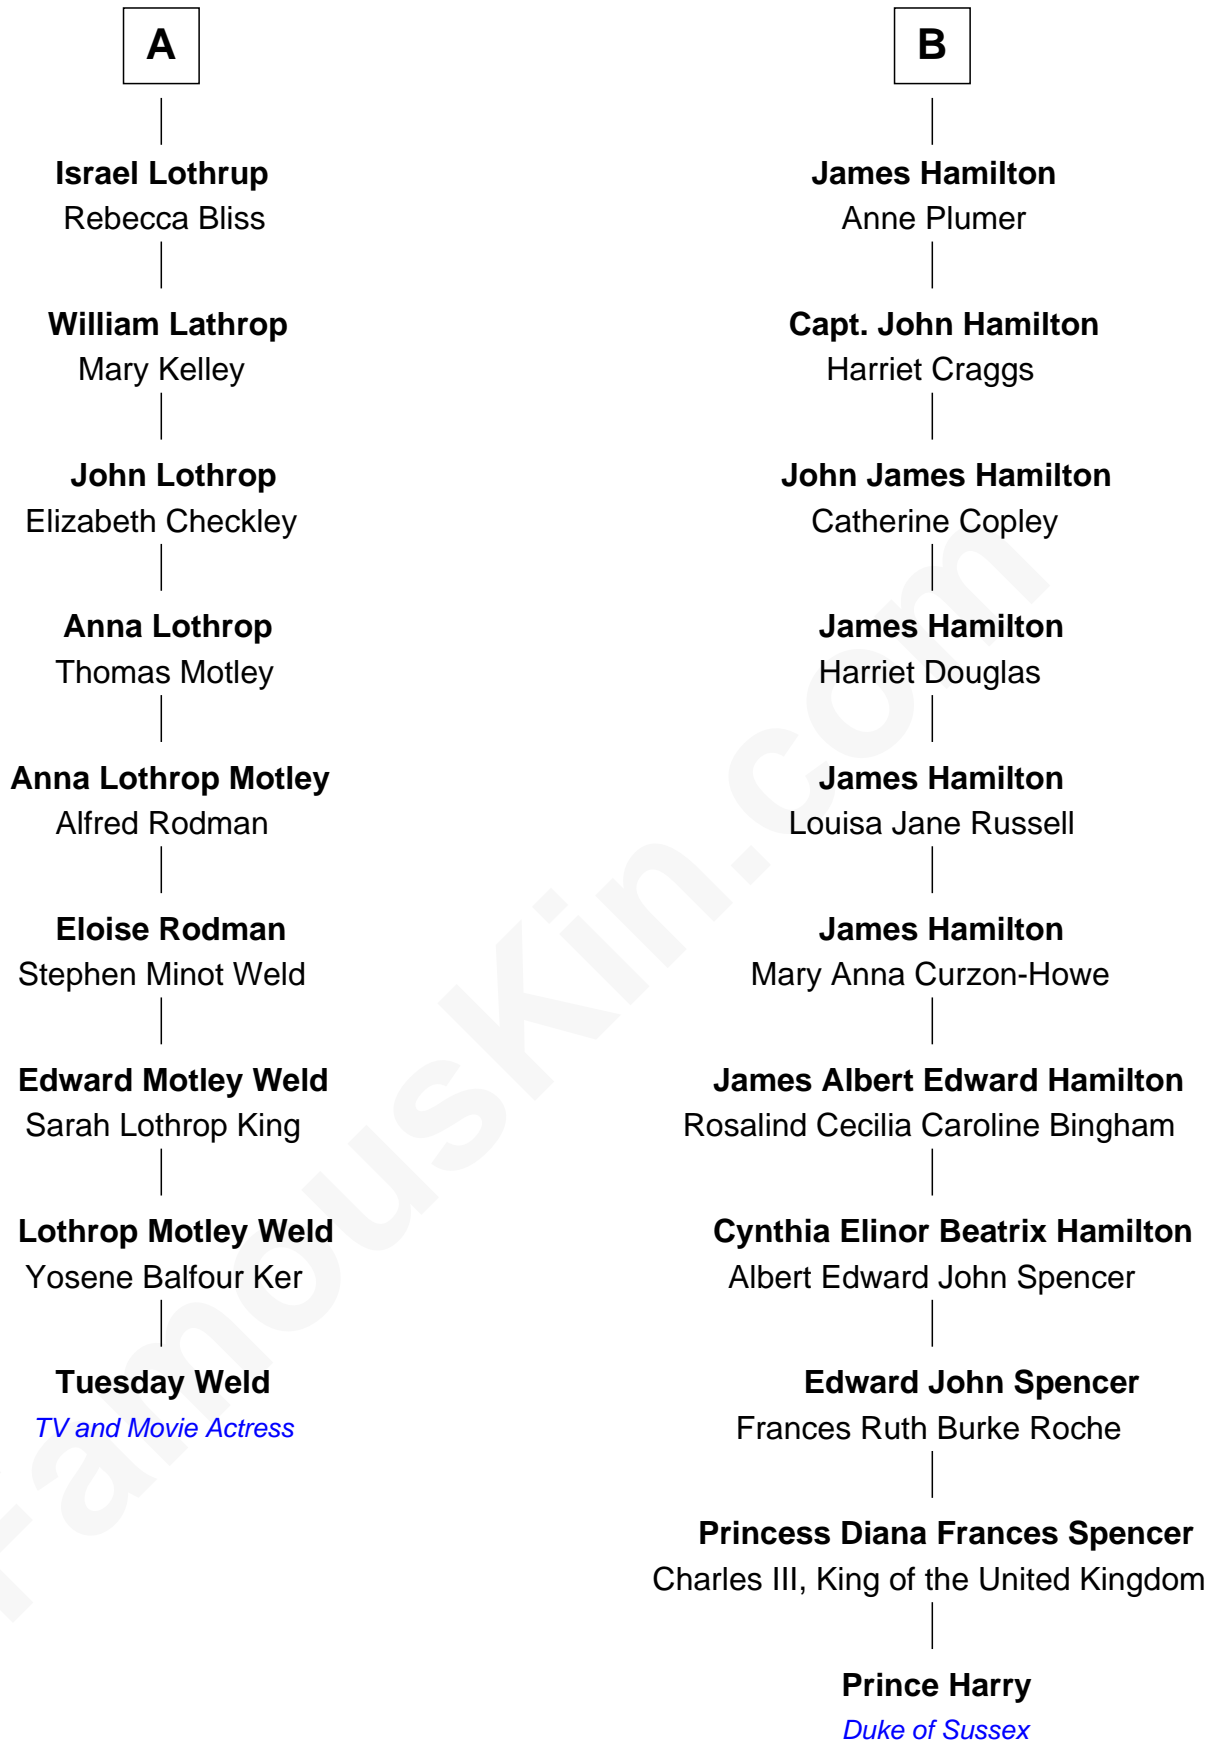 A
Israel Lothrup
Rebecca Bliss
William Lathrop
Mary Kelley
John Lothrop
Elizabeth Checkley
Anna Lothrop
Thomas Motley
Anna Lothrop Motley
Alfred Rodman
Eloise Rodman
Stephen Minot Weld
Edward Motley Weld
Sarah Lothrop King
Lothrop Motley Weld
Yosene Balfour Ker
Tuesday Weld
TV and Movie Actress
B
James Hamilton
Anne Plumer
Capt. John Hamilton
Harriet Craggs
John James Hamilton
Catherine Copley
James Hamilton
Harriet Douglas
James Hamilton
Louisa Jane Russell
James Hamilton
Mary Anna Curzon-Howe
James Albert Edward Hamilton
Rosalind Cecilia Caroline Bingham
Cynthia Elinor Beatrix Hamilton
Albert Edward John Spencer
Edward John Spencer
Frances Ruth Burke Roche
Princess Diana Frances Spencer
Charles III, King of the United Kingdom
Prince Harry
Duke of Sussex
FamousKin.com